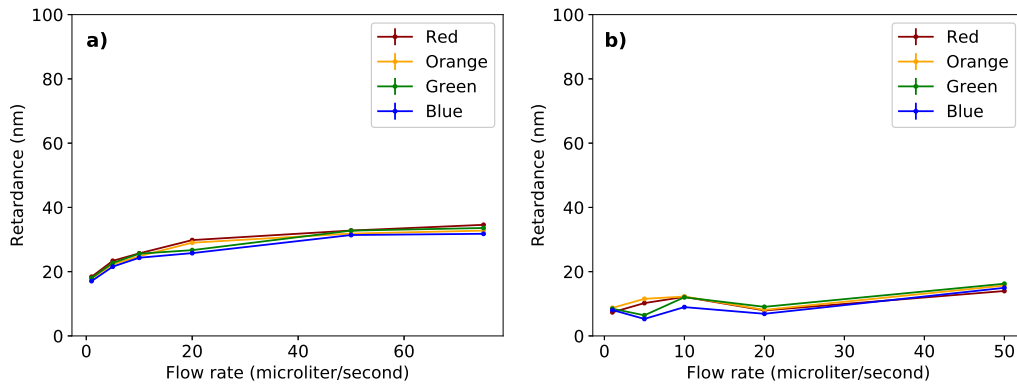 a)
Red
Orange
Green
Blue
100
80
60
40
20
0
Retardance (nm)
0 20 40 60
Flow rate (microliter/second)
b)
Red
Orange
Green
Blue
100
80
60
40
20
0
Retardance (nm)
0 10 20 30 40 50
Flow rate (microliter/second)